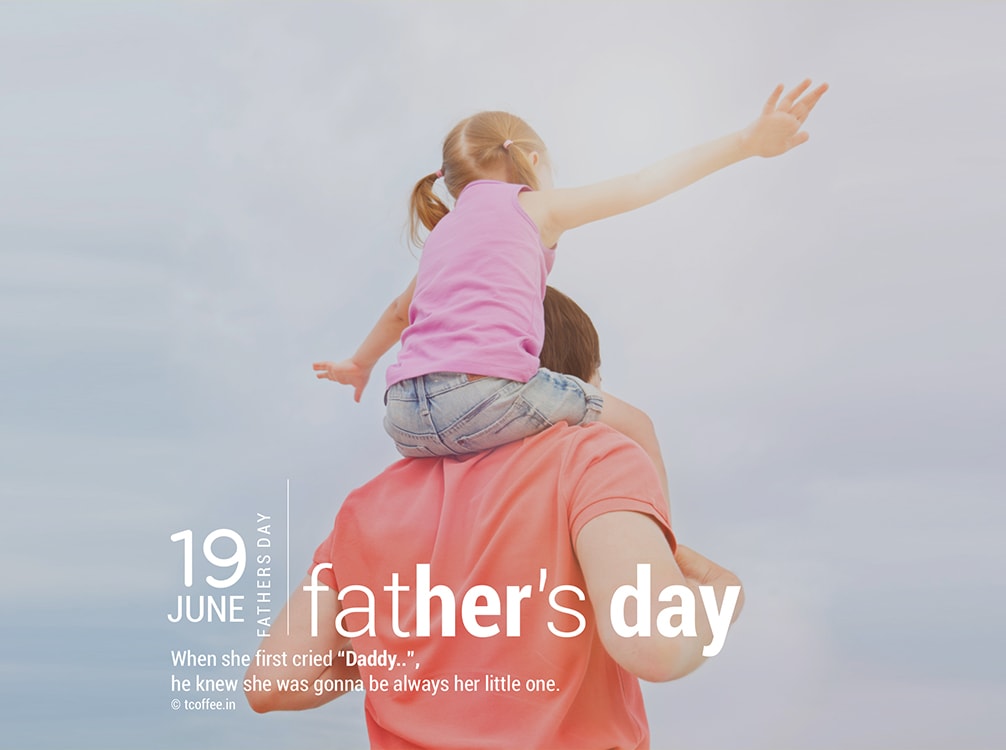 19
JUNE
FATHERS DAY
father's day
When she first cried “Daddy..”,
he knew she was gonna be always her little one.
© tcoffee.in